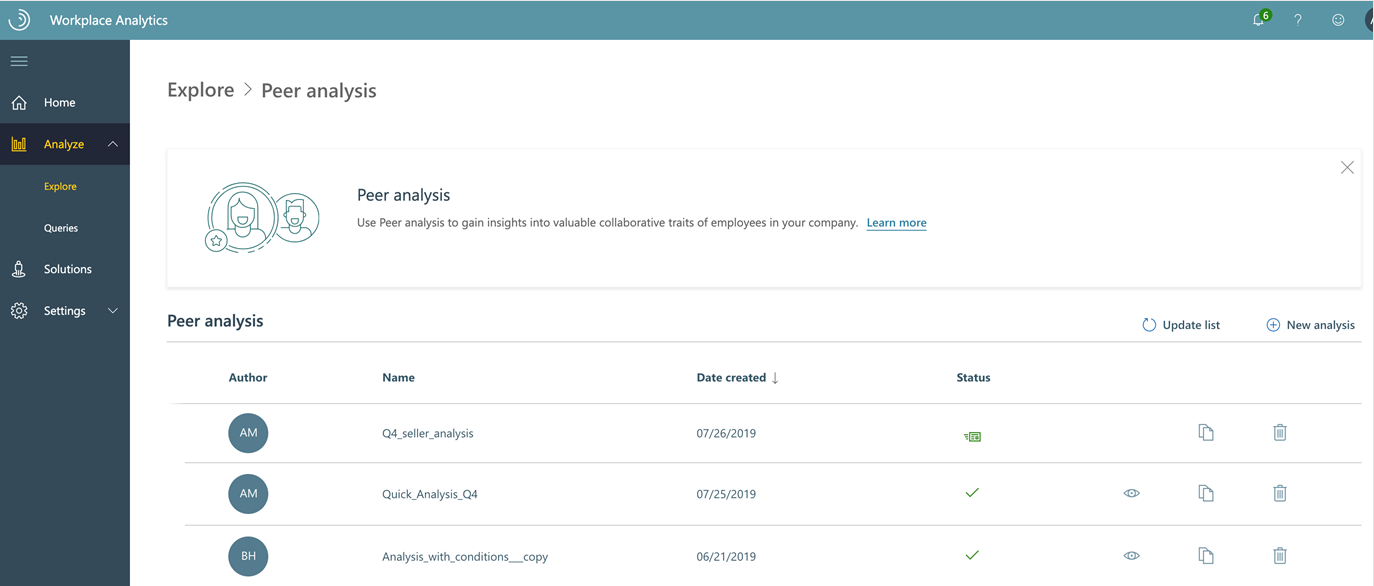 Workplace Analytics
6
?
Home
Analyze
Explore
Queries
Solutions
Settings
Explore > Peer analysis
Peer analysis
Use Peer analysis to gain insights into valuable collaborative traits of employees in your company. Learn more
Peer analysis
Update list
New analysis
Author Name Date created ↓ Status
AM Q4_seller_analysis 07/26/2019
AM Quick_Analysis_Q4 07/25/2019
BH Analysis_with_conditions__copy 06/21/2019